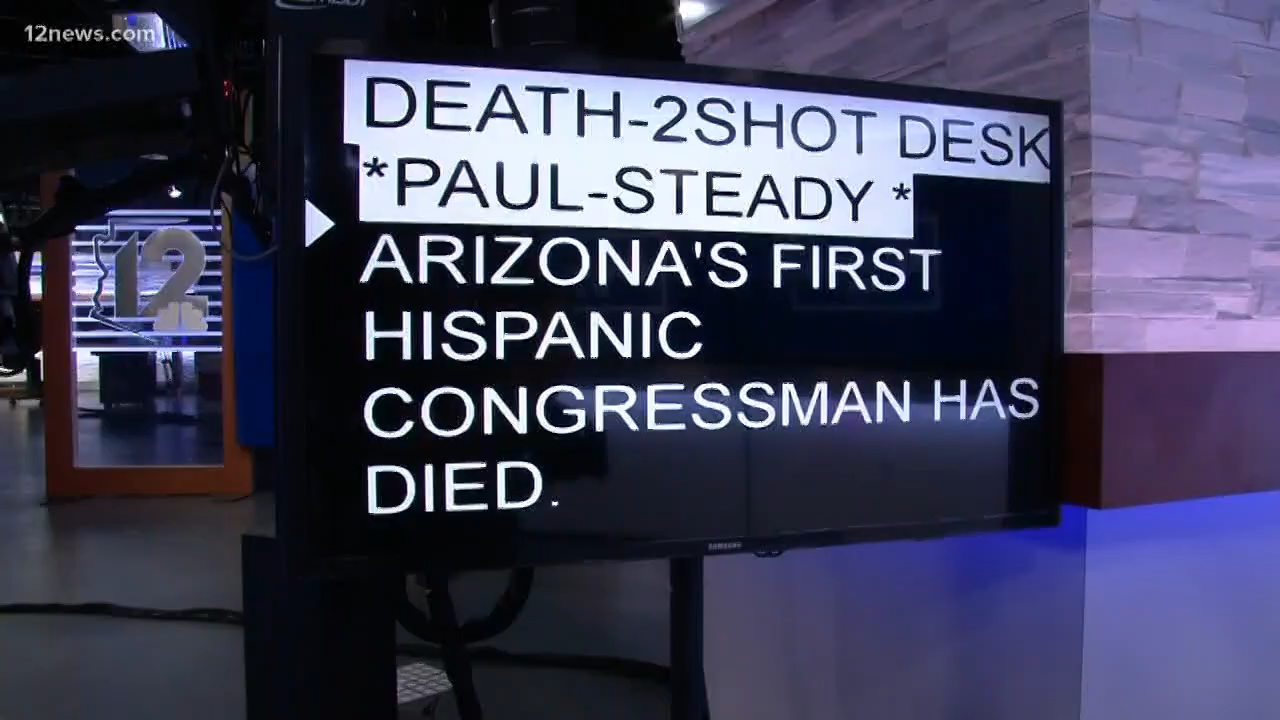 12news.com
DEATH-2SHOT DESK
*PAUL-STEADY *
ARIZONA'S FIRST
HISPANIC
CONGRESSMAN HAS
DIED.
12
SAMSUNG